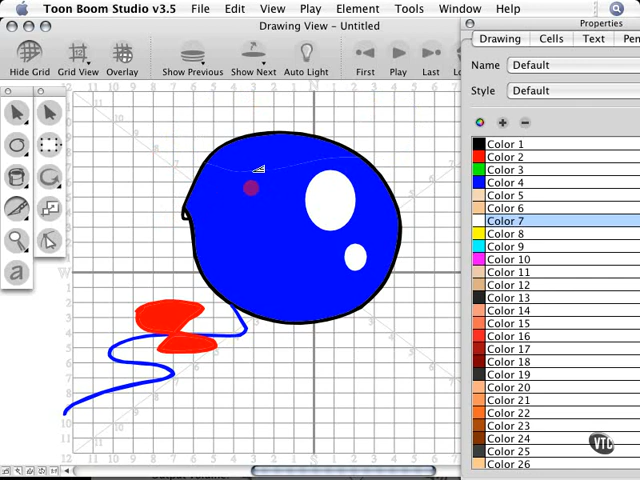 Toon Boom Studio v3.5 File Edit View Play Element Tools Window Help
Drawing View – Untitled
Properties
Hide Grid Grid View Overlay Show Previous Show Next Auto Light First Play Last
Drawing Cells Text Pen
Name Default
Style Default
Color 1
Color 2
Color 3
Color 4
Color 5
Color 6
Color 7
Color 8
Color 9
Color 10
Color 11
Color 12
Color 13
Color 14
Color 15
Color 16
Color 17
Color 18
Color 19
Color 20
Color 21
Color 22
Color 23
Color 24
Color 25
Color 26
N
W
S
VTC